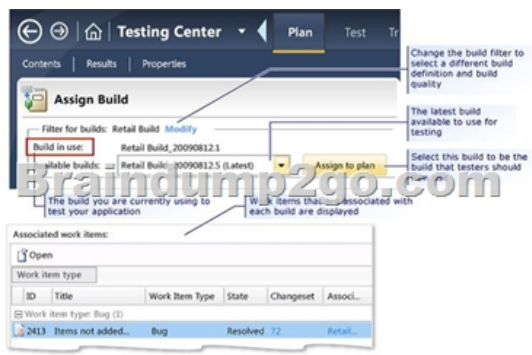 Testing Center
Plan
Test
Tr
Contents
Results
Properties
Change the build filter to
select a different build
definition and build
quality
Assign Build
Filter for builds: Retail Build Modify
Build in use: Retail Build_20090812.1
The latest build
available to use for
testing
Available builds: Retail Build_20090812.5 (Latest)
Assign to plan
Select this build to be the
build that testers should
Braindump2go.com
The build you are currently using to
test your application
Work items that are associated with
each build are displayed
Associated work items:
Open
Work item type
ID Title Work Item Type State Changeset Associ...
Work item type: Bug (1)
2413 Items not added... Bug Resolved 72 Retail...